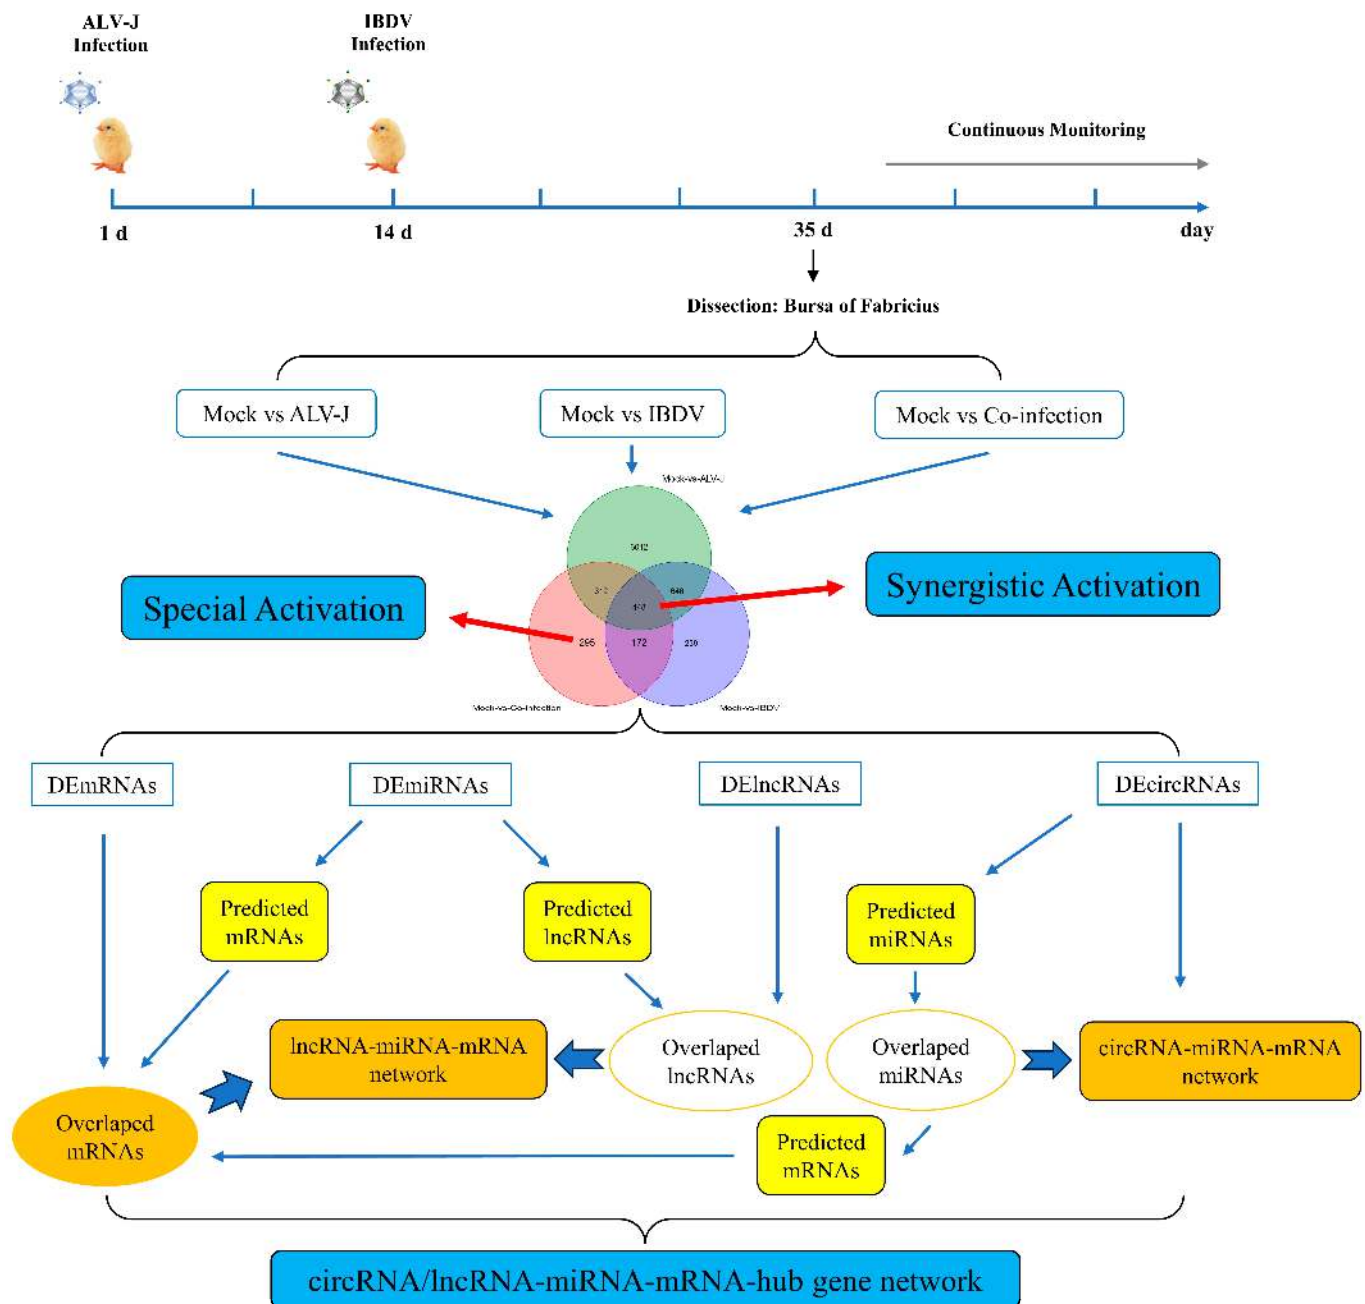 ALV-J
Infection
IBDV
Infection
Continuous Monitoring
1 d
14 d
35 d
day
Dissection: Bursa of Fabricius
Mock vs ALV-J
Mock vs IBDV
Mock vs Co-infection
Mock-vs-ALV-J
Special Activation
Synergistic Activation
295
172
Mock-vs-Co-Infection
Mock-vs-IBDV
DEmRNAs
DEmiRNAs
DElncRNAs
DEcircRNAs
Predicted
mRNAs
Predicted
lncRNAs
Predicted
miRNAs
lncRNA-miRNA-mRNA
network
Overlaped
lncRNAs
Overlaped
miRNAs
circRNA-miRNA-mRNA
network
Overlaped
mRNAs
Predicted
mRNAs
circRNA/lncRNA-miRNA-mRNA-hub gene network